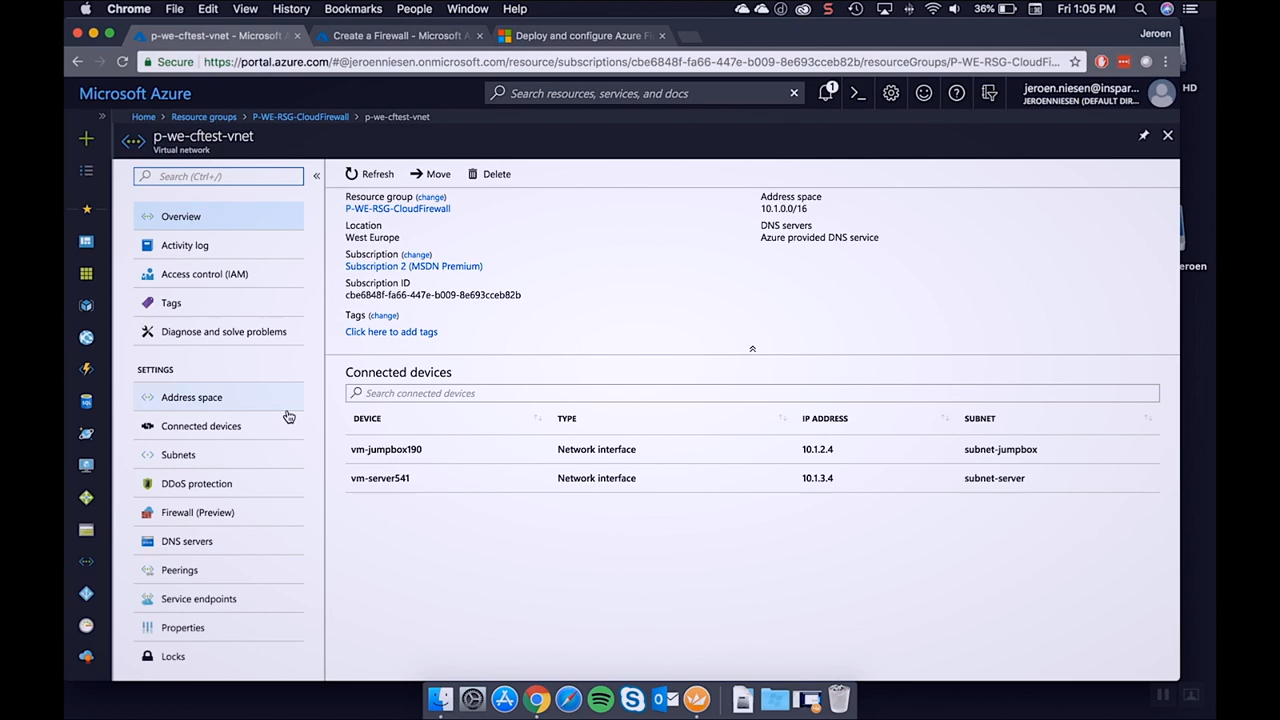 Chrome File Edit View History Bookmarks People Window Help 36% Fri 1:05 PM
p-we-cftest-vnet - Microsoft A Create a Firewall - Microsoft A Deploy and configure Azure Fi Jeroen
Secure https://portal.azure.com/#@jeroenniesen.onmicrosoft.com/resource/subscriptions/cbe6848f-fa66-447e-b009-8e693cceb82b/resourceGroups/P-WE-RSG-CloudFi...
HD
Microsoft Azure Search resources, services, and docs 1 jeroen.niesen@inspar...
JEROENNIESEN (DEFAULT DIR...
Home > Resource groups > P-WE-RSG-CloudFirewall > p-we-cftest-vnet
p-we-cftest-vnet
Virtual network
Search (Ctrl+/)
Overview
Activity log
Access control (IAM)
Tags
Diagnose and solve problems
SETTINGS
Address space
Connected devices
Subnets
DDoS protection
Firewall (Preview)
DNS servers
Peerings
Service endpoints
Properties
Locks
SQL
Refresh Move Delete
Resource group (change)
P-WE-RSG-CloudFirewall
Location
West Europe
Subscription (change)
Subscription 2 (MSDN Premium)
Subscription ID
cbe6848f-fa66-447e-b009-8e693cceb82b
Tags (change)
Click here to add tags
Address space
10.1.0.0/16
DNS servers
Azure provided DNS service
eroen
Connected devices
Search connected devices
DEVICE TYPE IP ADDRESS SUBNET
vm-jumpbox190 Network interface 10.1.2.4 subnet-jumpbox
vm-server541 Network interface 10.1.3.4 subnet-server